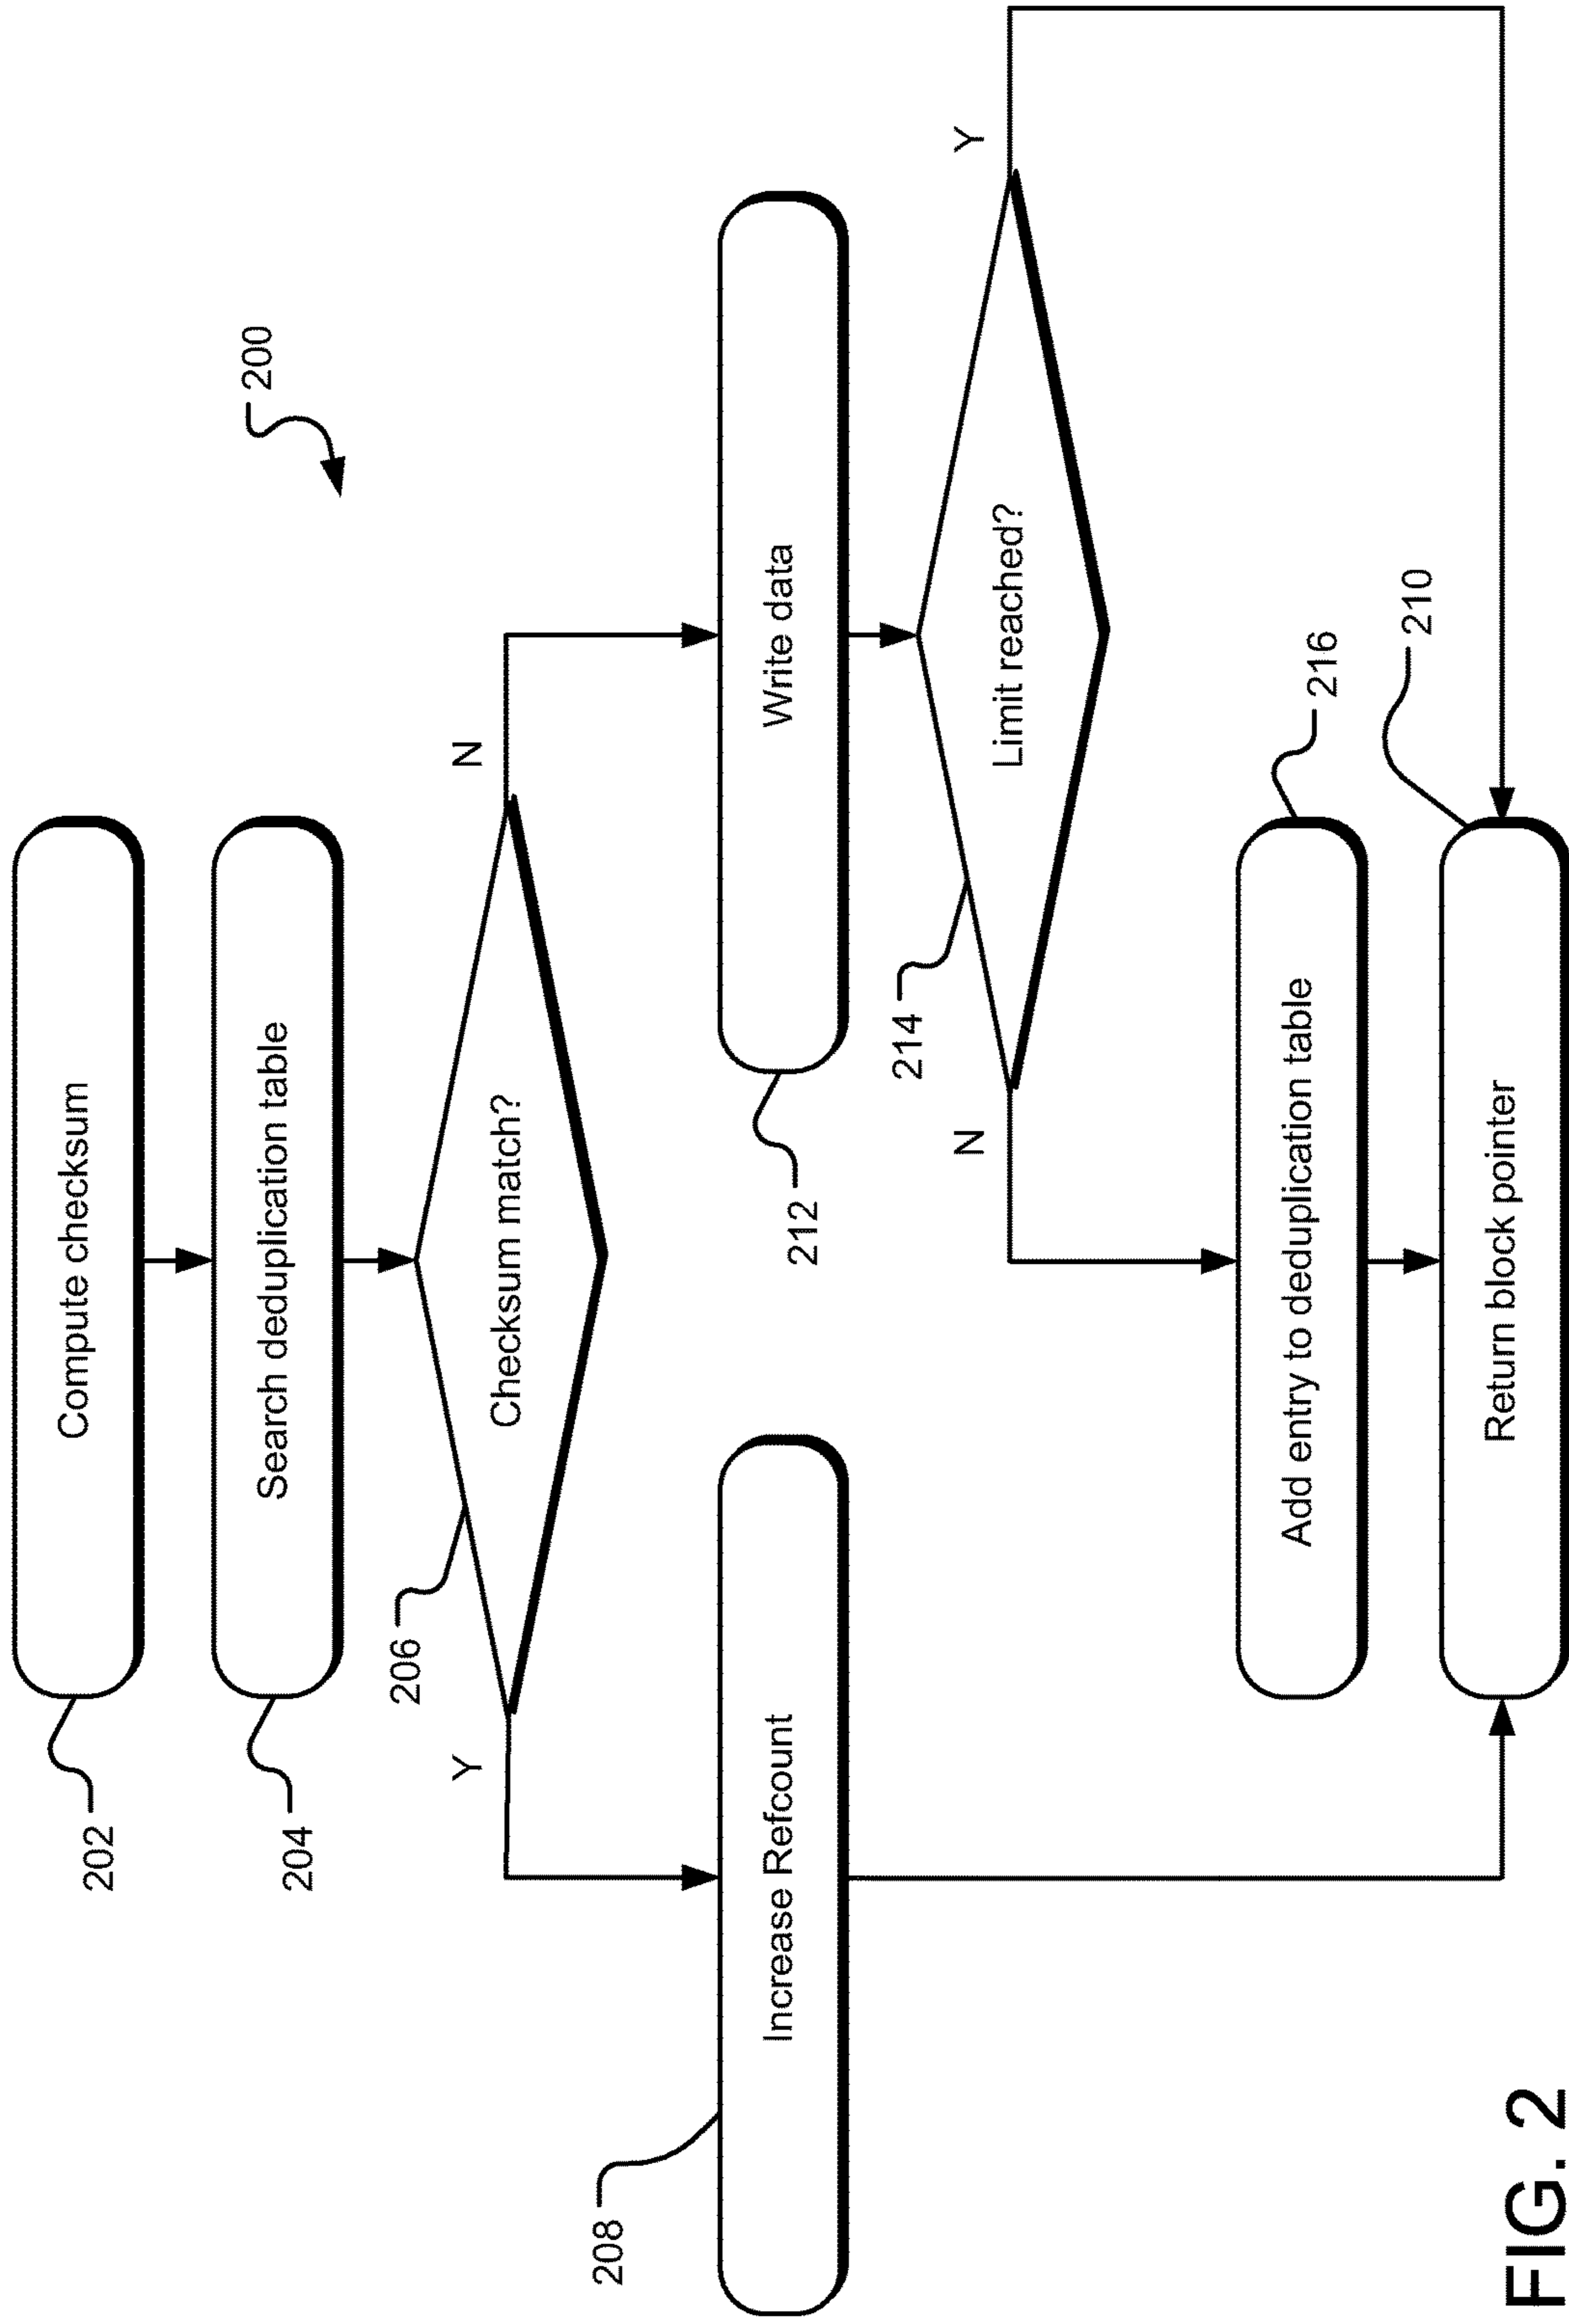 200
202
Compute checksum
204
Search deduplication table
206
Checksum match?
Y
N
208
Increase Refcount
212
Write data
214
Limit reached?
N
Y
Add entry to deduplication table
216
Return block pointer
210
FIG. 2